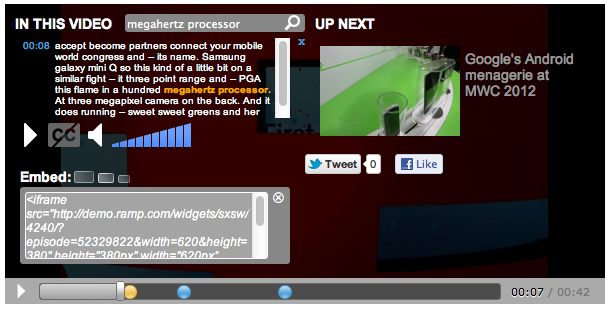 IN THIS VIDEO
megahertz processor
UP NEXT
00:08
x
accept become partners connect your mobile
world congress and -- its name. Samsung
galaxy mini Q so this kind of a little bit on a
similar fight -- it three point range and -- PGA
this flame in a hundred megahertz processor.
At three megapixel camera on the back. And it
does running -- sweet sweet greens and her
Google's Android
menagerie at
MWC 2012
CC
First
Tweet
0
Like
Embed:
<iframe
src="http://demo.ramp.com/widgets/sxsw/
4240/?
episode=52329822&width=620&height=
380" height="380px" width="620px"
00:07 / 00:42